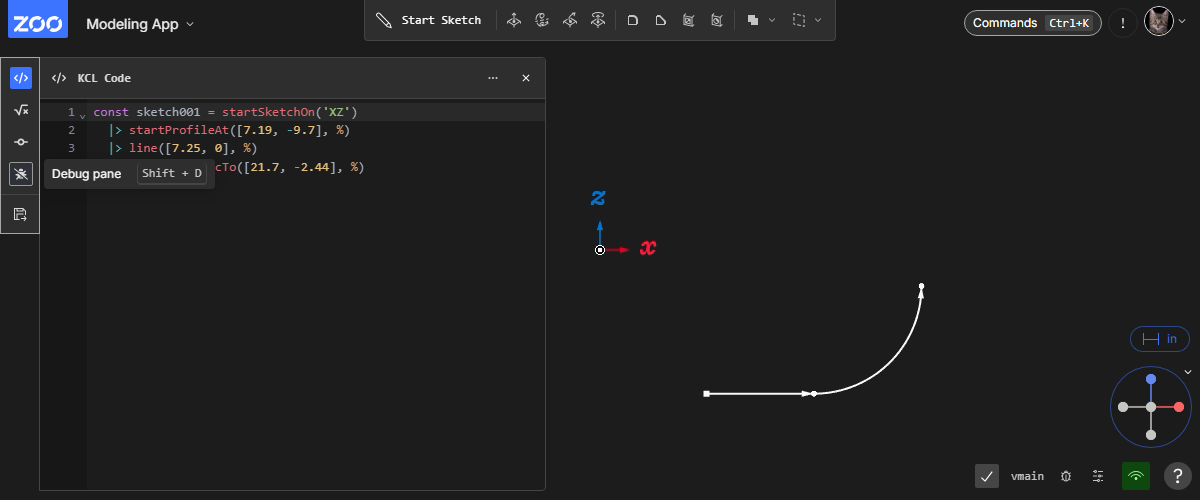 ZOO
Modeling App
Start Sketch
Commands Ctrl+K
!
</> KCL Code
1 const sketch001 = startSketchOn('XZ')
2 |> startProfileAt([7.19, -9.7], %)
3 |> line([7.25, 0], %)
cTo([21.7, -2.44], %)
Debug pane Shift + D
z
x
in
vmain
?